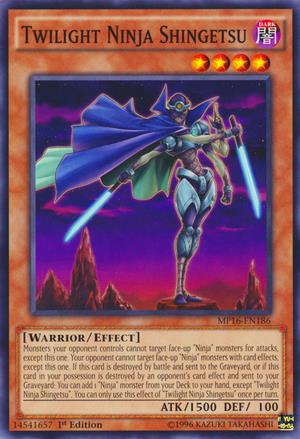 TWILIGHT NINJA SHINGETSU
DARK
闇
MP16-EN186
[WARRIOR/EFFECT]
Monsters your opponent controls cannot target face-up "Ninja" monsters for attacks,
except this one. Your opponent cannot target face-up "Ninja" monsters with card effects,
except this one. If this card is destroyed by battle and sent to the Graveyard, or if this
card in your possession is destroyed by an opponent's card effect and sent to your
Graveyard: You can add 1 "Ninja" monster from your Deck to your hand, except "Twilight
Ninja Shingetsu". You can only use this effect of "Twilight Ninja Shingetsu" once per turn.
ATK/1500 DEF/ 100
14541657 1st Edition ©1996 KAZUKI TAKAHASHI